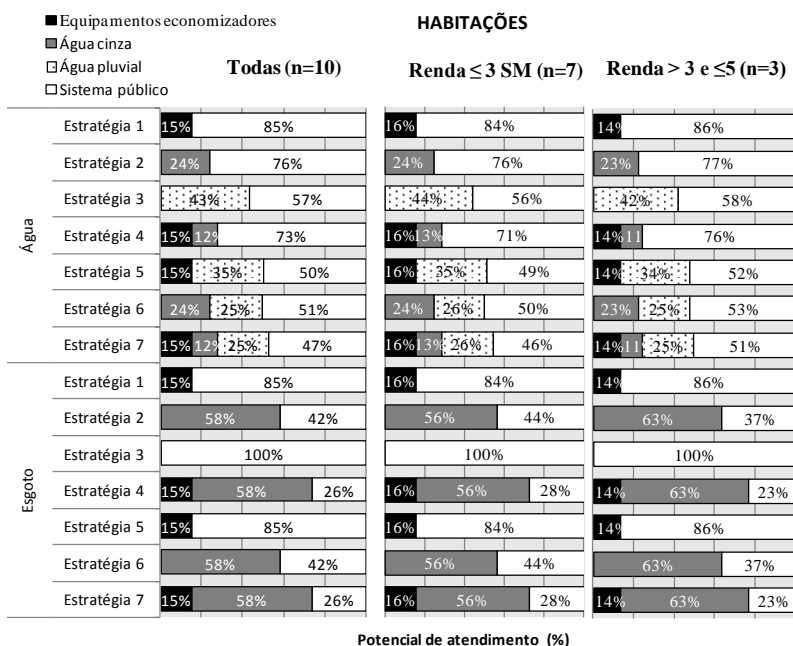 HABITAÇÕES
Equipamentos economizadores
Água cinza
Água pluvial
Sistema público
Todas (n=10)
Renda ≤ 3 SM (n=7)
Renda > 3 e ≤5 (n=3)
Água
Estratégia 1 15% 85% 16% 84% 14% 86%
Estratégia 2 24% 76% 24% 76% 23% 77%
Estratégia 3 43% 57% 44% 56% 42% 58%
Estratégia 4 15% 12% 73% 16% 13% 71% 14% 11 76%
Estratégia 5 15% 35% 50% 16% 35% 49% 14% 34% 52%
Estratégia 6 24% 25% 51% 24% 26% 50% 23% 25% 53%
Estratégia 7 15% 12% 25% 47% 16% 13% 26% 46% 14% 11 25% 51%
Esgoto
Estratégia 1 15% 85% 16% 84% 14% 86%
Estratégia 2 58% 42% 56% 44% 63% 37%
Estratégia 3 100% 100% 100%
Estratégia 4 15% 58% 26% 16% 56% 28% 14% 63% 23%
Estratégia 5 15% 85% 16% 84% 14% 86%
Estratégia 6 58% 42% 56% 44% 63% 37%
Estratégia 7 15% 58% 26% 16% 56% 28% 14% 63% 23%
Potencial de atendimento (%)